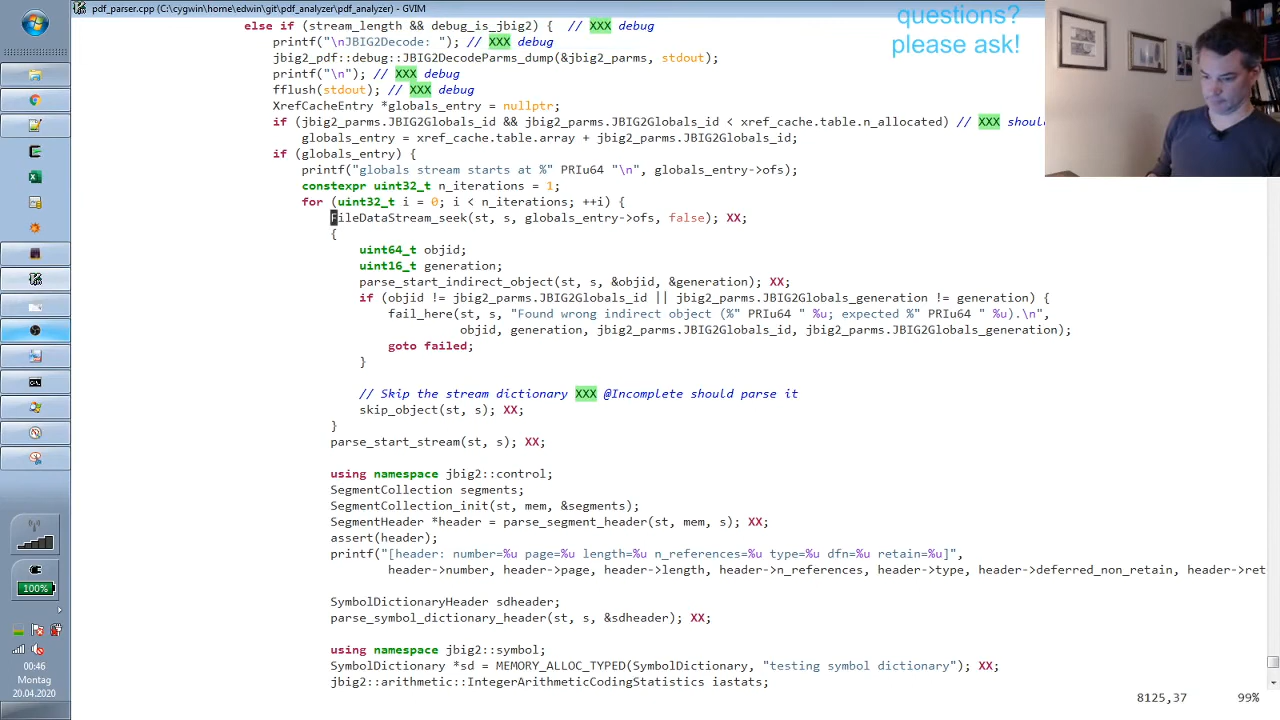 pdf_parser.cpp (C:\cygwin\home\edwin\git\pdf_analyzer\pdf_analyzer) - GVIM
questions?
please ask!
else if (stream_length && debug_is_jbig2) {  // XXX debug
printf("\nJBIG2Decode: "); // XXX debug
jbig2_pdf::debug::JBIG2DecodeParms_dump(&jbig2_parms, stdout);
printf("\n"); // XXX debug
fflush(stdout); // XXX debug
XrefCacheEntry *globals_entry = nullptr;
if (jbig2_parms.JBIG2Globals_id && jbig2_parms.JBIG2Globals_id < xref_cache.table.n_allocated) // XXX shou
globals_entry = xref_cache.table.array + jbig2_parms.JBIG2Globals_id;
if (globals_entry) {
printf("globals stream starts at %" PRIu64 "\n", globals_entry->ofs);
constexpr uint32_t n_iterations = 1;
for (uint32_t i = 0; i < n_iterations; ++i) {
FileDataStream_seek(st, s, globals_entry->ofs, false); XX;
{
uint64_t objid;
uint16_t generation;
parse_start_indirect_object(st, s, &objid, &generation); XX;
if (objid != jbig2_parms.JBIG2Globals_id || jbig2_parms.JBIG2Globals_generation != generation) {
fail_here(st, s, "Found wrong indirect object (%" PRIu64 " %u; expected %" PRIu64 " %u).\n",
objid, generation, jbig2_parms.JBIG2Globals_id, jbig2_parms.JBIG2Globals_generation);
goto failed;
}
// Skip the stream dictionary XXX @Incomplete should parse it
skip_object(st, s); XX;
}
parse_start_stream(st, s); XX;
using namespace jbig2::control;
SegmentCollection segments;
SegmentCollection_init(st, mem, &segments);
SegmentHeader *header = parse_segment_header(st, mem, s); XX;
assert(header);
printf("[header: number=%u page=%u length=%u n_references=%u type=%u dfn=%u retain=%u]",
header->number, header->page, header->length, header->n_references, header->type, header->deferred_non_retain, header->ret
SymbolDictionaryHeader sdheader;
parse_symbol_dictionary_header(st, s, &sdheader); XX;
using namespace jbig2::symbol;
SymbolDictionary *sd = MEMORY_ALLOC_TYPED(SymbolDictionary, "testing symbol dictionary"); XX;
jbig2::arithmetic::IntegerArithmeticCodingStatistics iastats;
8125,37
99%
100%
00:46
Montag
20.04.2020